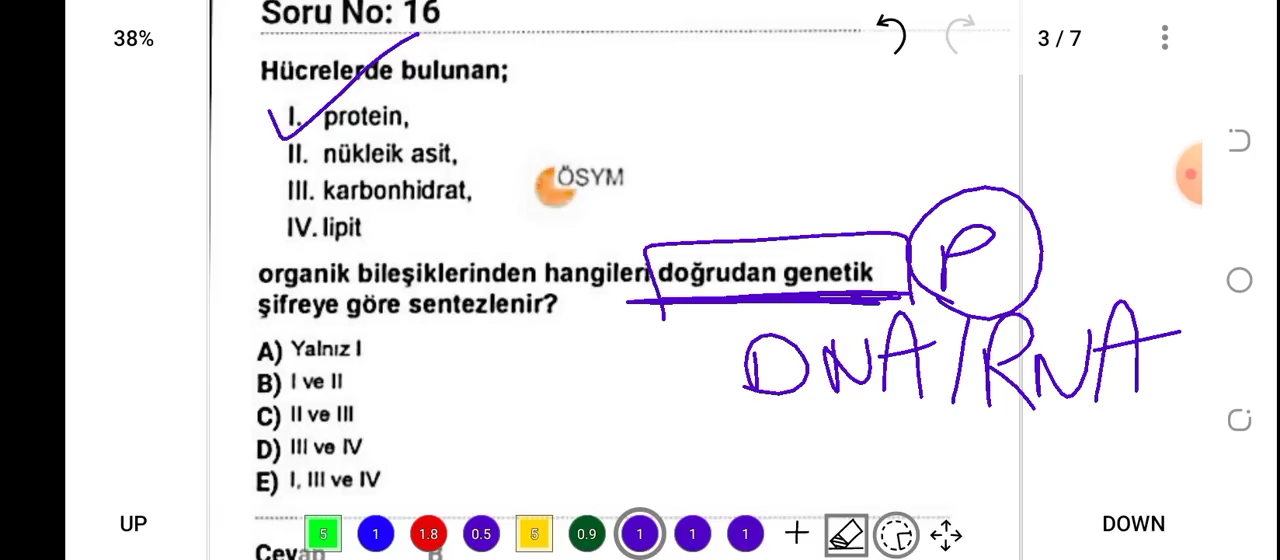 Soru No: 16
38%
3 / 7
Hücrelerde bulunan;
I. protein,
II. nükleik asit,
III. karbonhidrat,
IV. lipit
ÖSYM
organik bileşiklerinden hangileri doğrudan genetik
şifreye göre sentezlenir?
P
DNA/RNA
A) Yalnız I
B) I ve II
C) II ve III
D) III ve IV
E) I, III ve IV
UP
5 1 1.8 0.5 5 0.9 1 1 1
DOWN
Cevap B